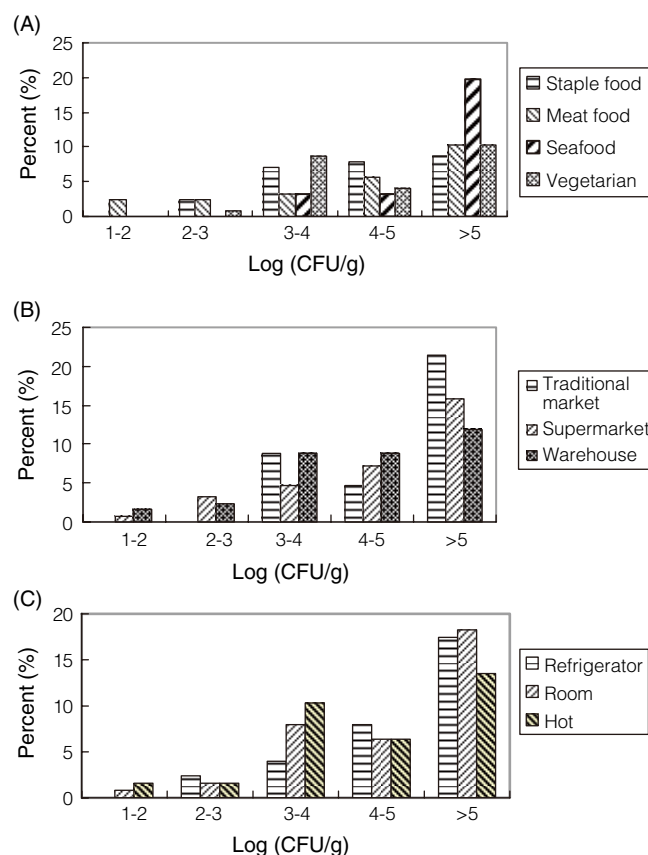 (A)
25
20
15
10
5
0
Percent (%)
1-2 2-3 3-4 4-5 >5
Log (CFU/g)
Staple food
Meat food
Seafood
Vegetarian
(B)
25
20
15
10
5
0
Percent (%)
1-2 2-3 3-4 4-5 >5
Log (CFU/g)
Traditional
market
Supermarket
Warehouse
(C)
20
15
10
5
0
Percent (%)
1-2 2-3 3-4 4-5 >5
Log (CFU/g)
Refrigerator
Room
Hot